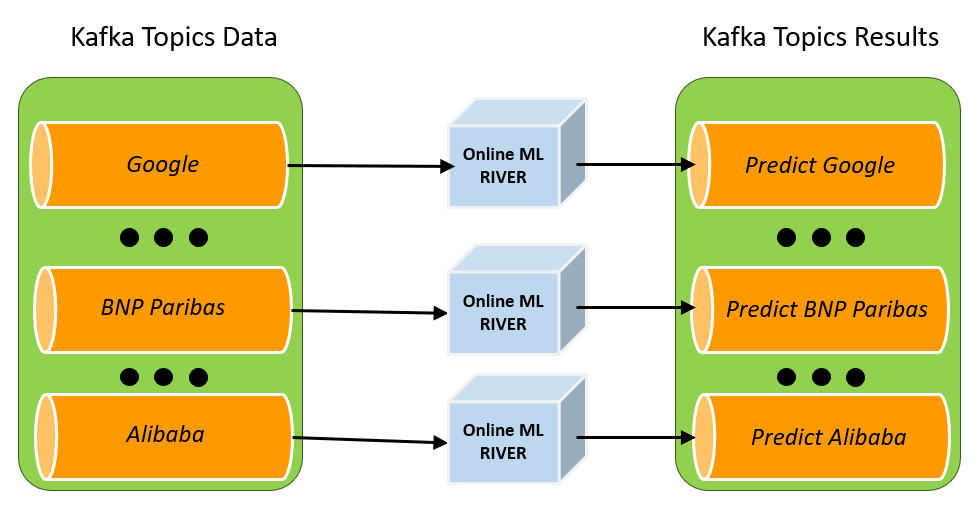 Kafka Topics Data
Kafka Topics Results
Google
Online ML
RIVER
Predict Google
BNP Paribas
Online ML
RIVER
Predict BNP Paribas
Alibaba
Online ML
RIVER
Predict Alibaba